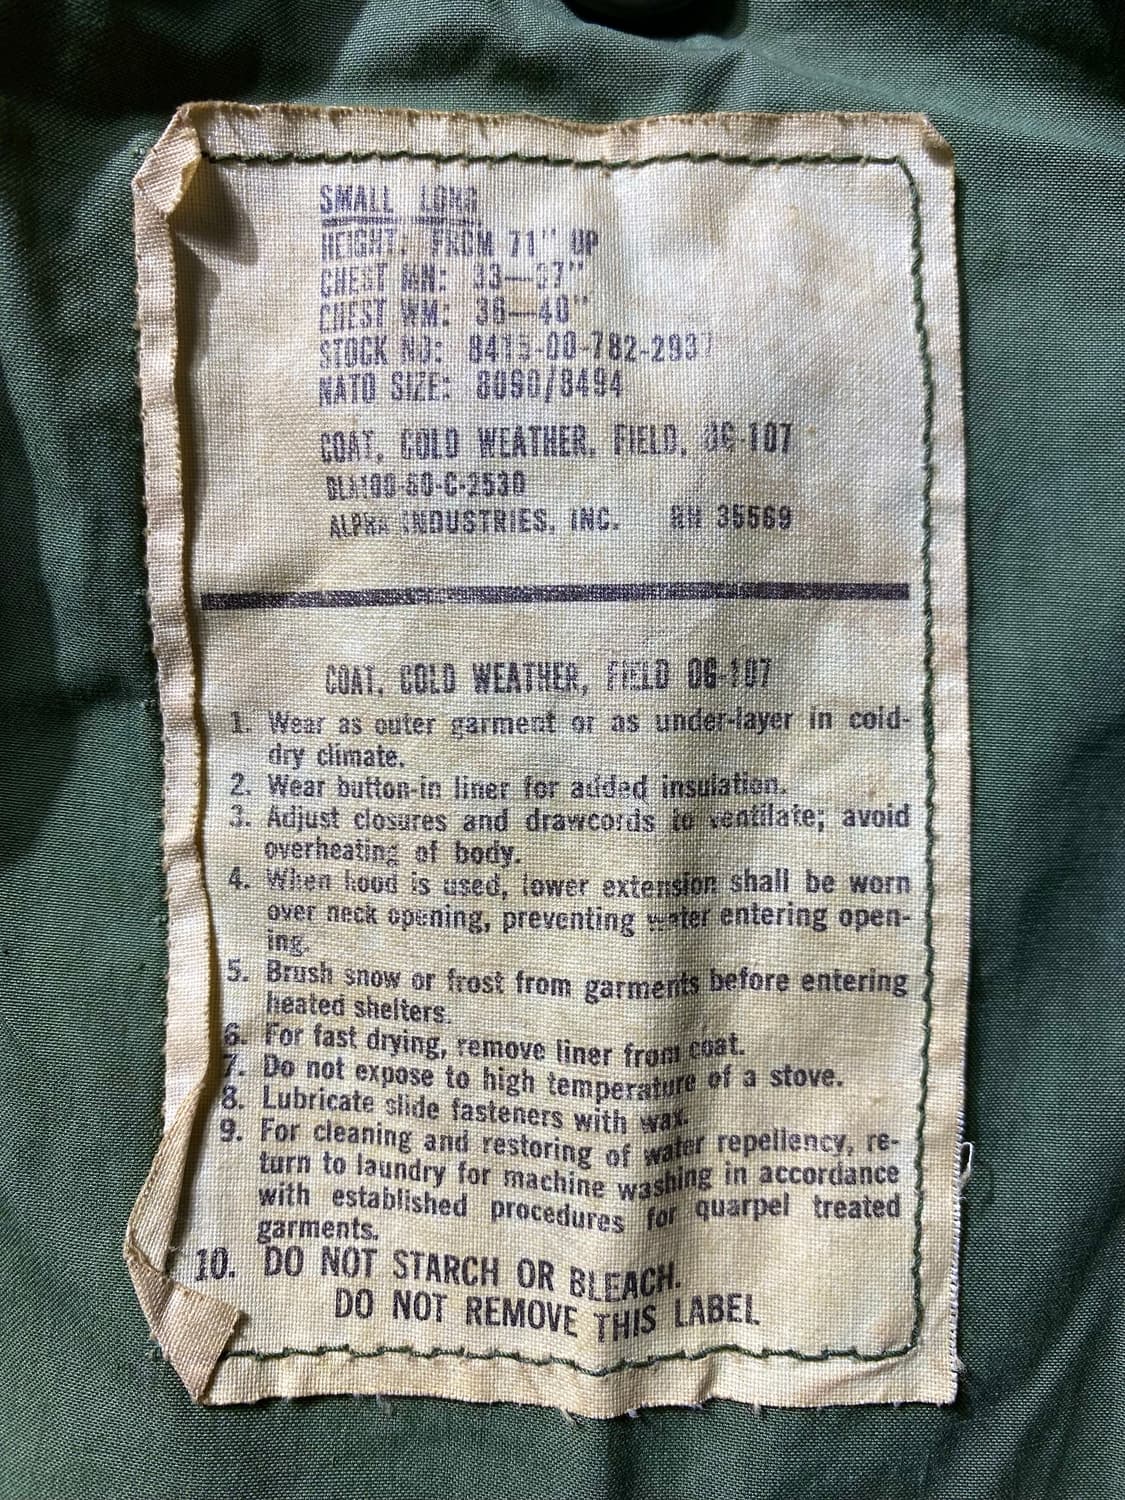 SMALL LONG
HEIGHT: FROM 71" UP
CHEST MN: 33—37"
CHEST WM: 36—40"
STOCK NO: 8415-00-782-2937
NATO SIZE: 8090/8494
COAT, COLD WEATHER, FIELD, OG-107
DLA100-80-C-2530
ALPHA INDUSTRIES, INC. RN 35569
COAT, COLD WEATHER, FIELD OG-107
1. Wear as outer garment or as under-layer in cold-
dry climate.
2. Wear button-in liner for added insulation.
3. Adjust closures and drawcords to ventilate; avoid
overheating of body.
4. When hood is used, lower extension shall be worn
over neck opening, preventing water entering open-
ing.
5. Brush snow or frost from garments before entering
heated shelters.
6. For fast drying, remove liner from coat.
7. Do not expose to high temperature of a stove.
8. Lubricate slide fasteners with wax.
9. For cleaning and restoring of water repellency, re-
turn to laundry for machine washing in accordance
with established procedures for quarpel treated
garments.
10. DO NOT STARCH OR BLEACH.
DO NOT REMOVE THIS LABEL